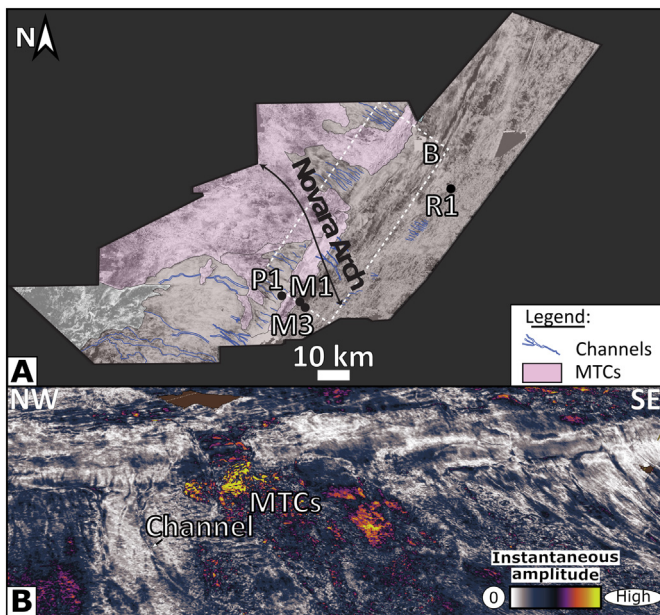 N
B
Novara Arch
R1
P1
M1
M3
10 km
Legend:
Channels
MTCs
A
NW
SE
MTCs
Channel
Instantaneous
amplitude
0
High
B